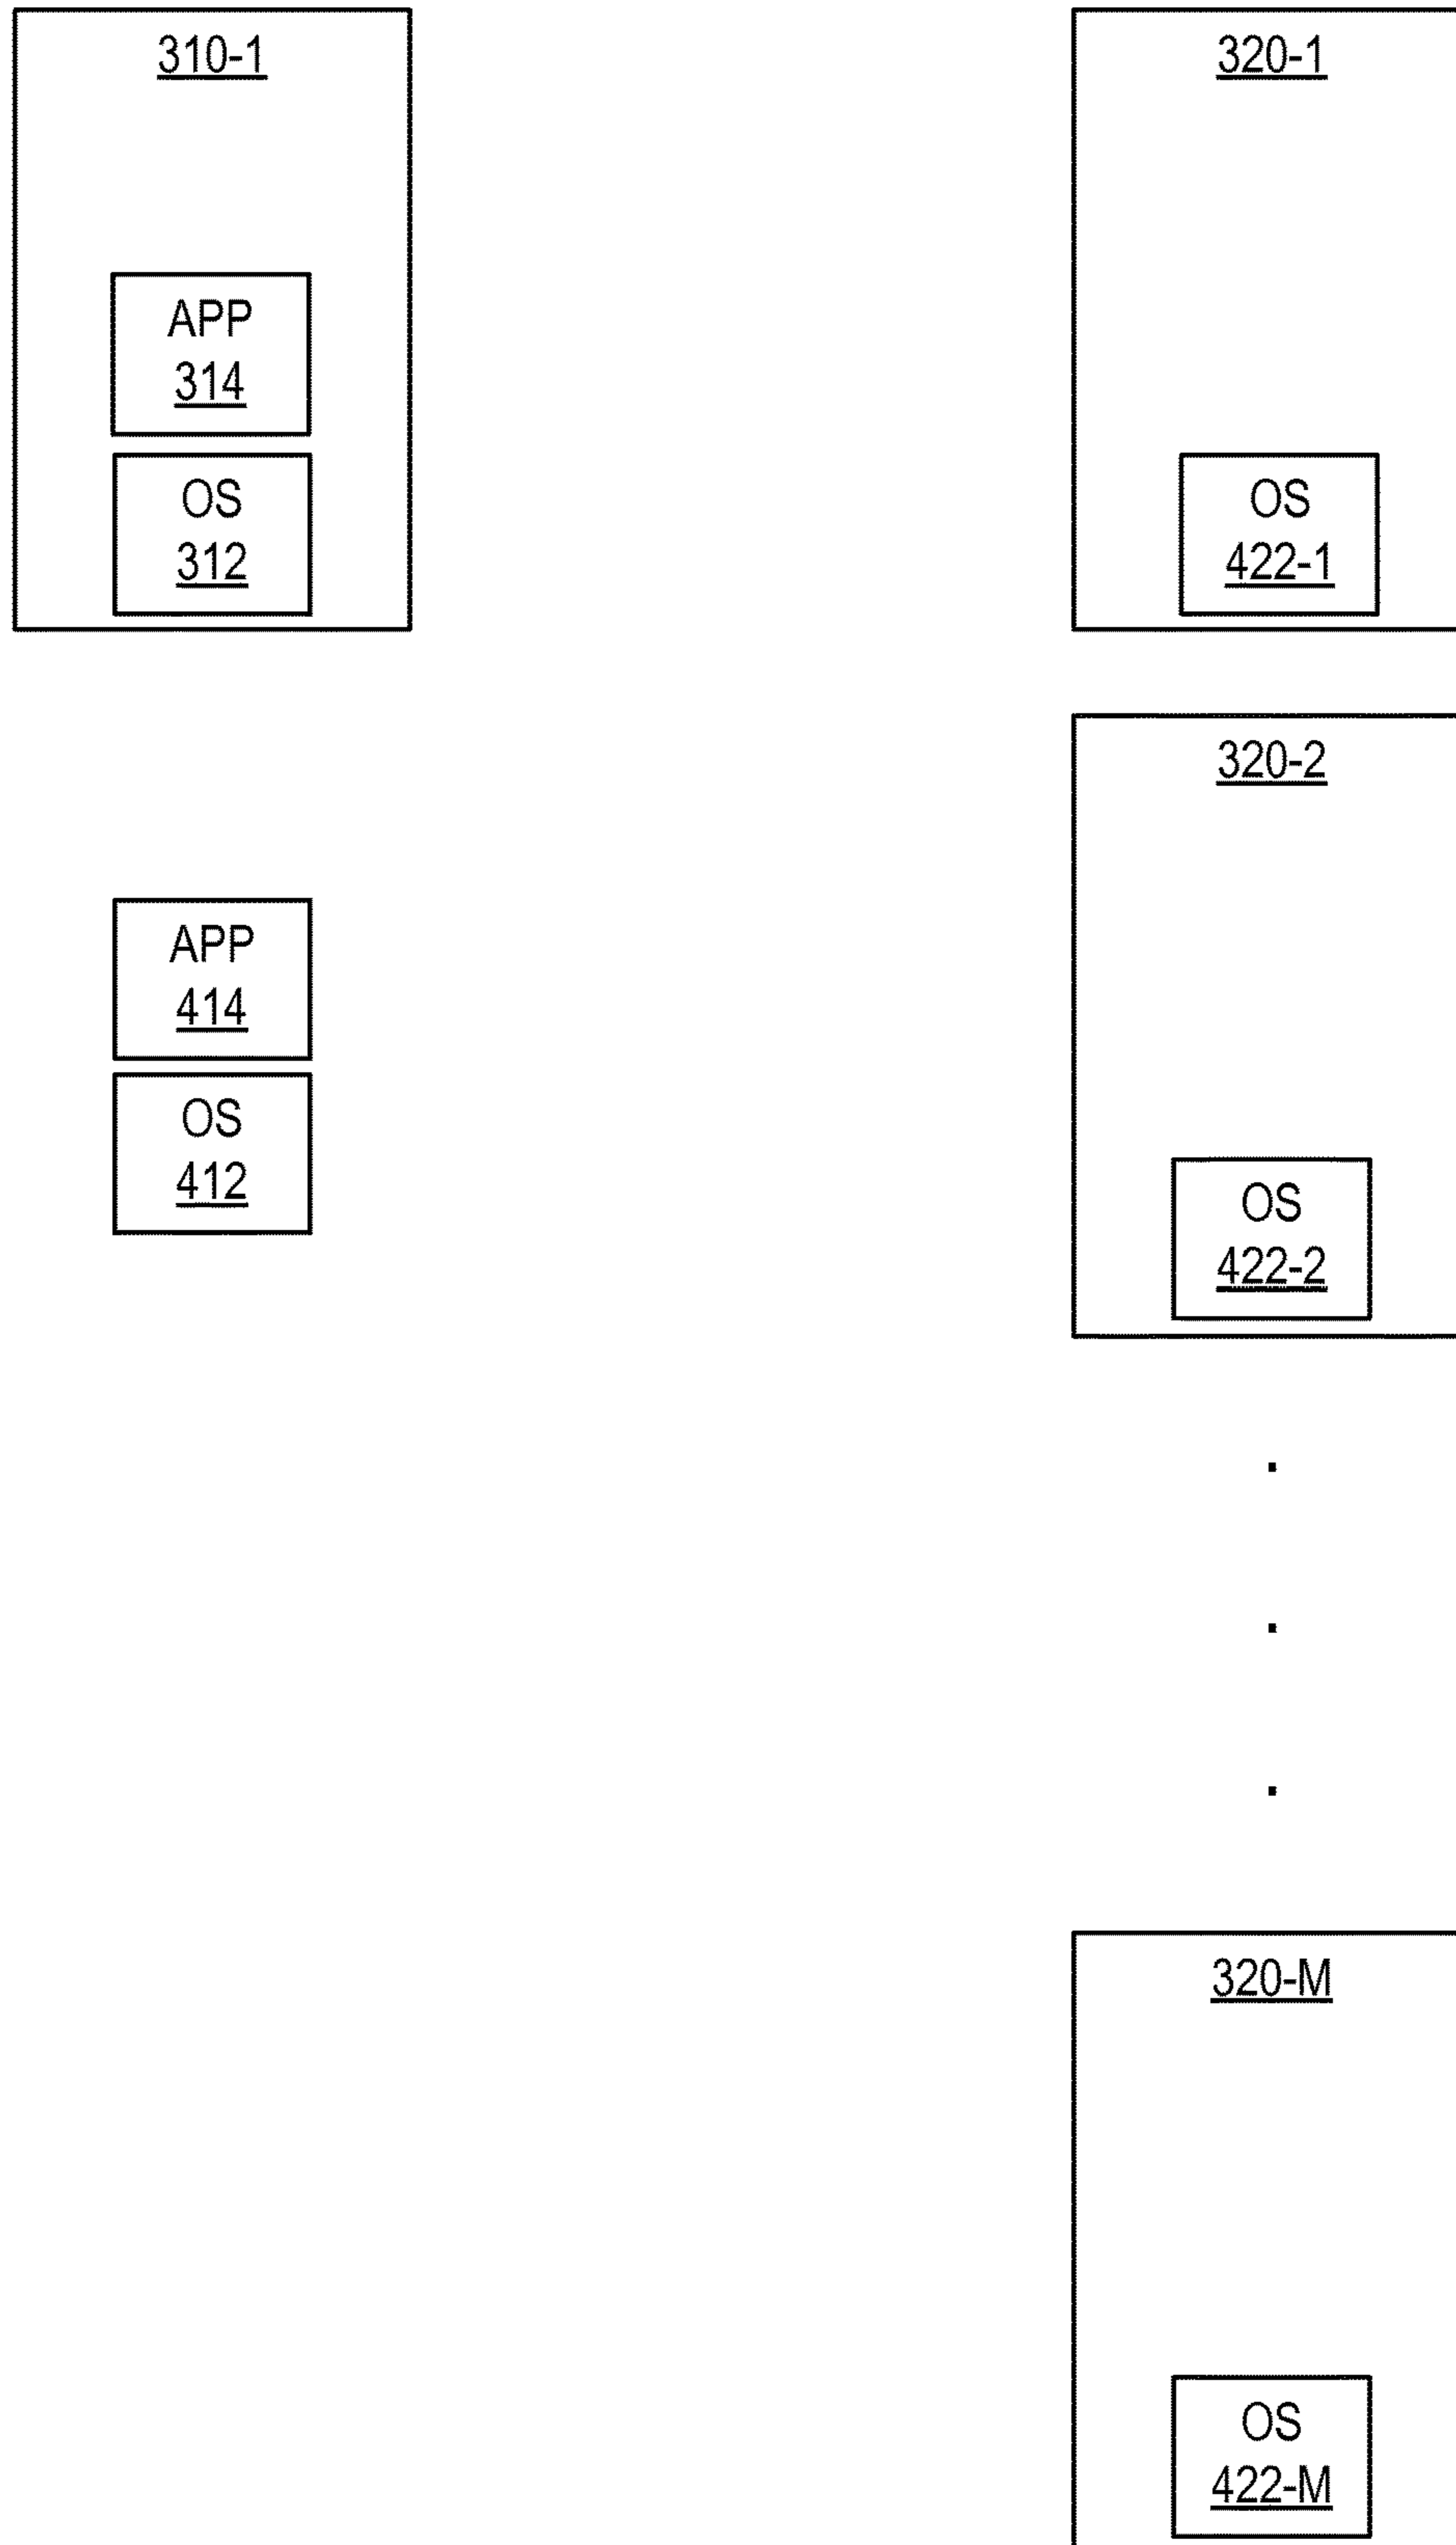 310-1
APP
314
OS
312
APP
414
OS
412
320-1
OS
422-1
320-2
OS
422-2
.
.
.
320-M
OS
422-M